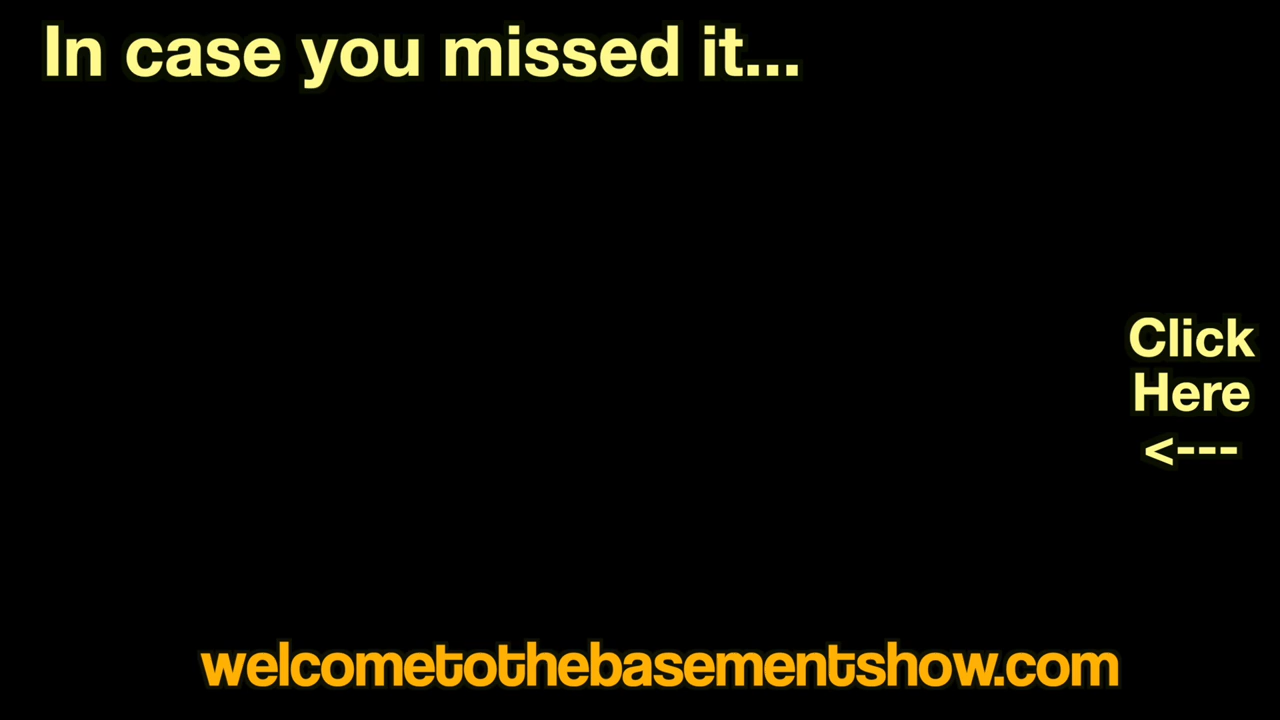 In case you missed it...
Click
Here
<---
welcometothebasementshow.com